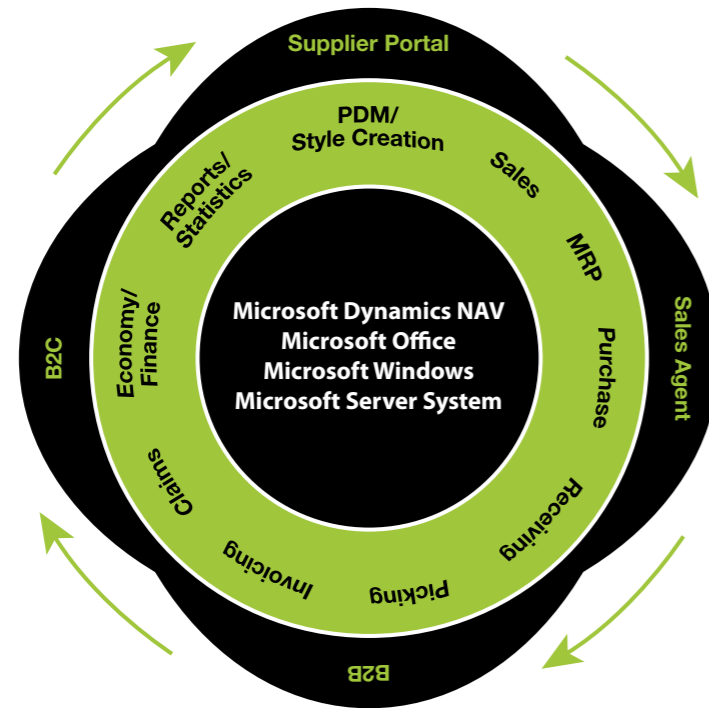 Supplier Portal
PDM/
Style Creation
Sales
MRP
Purchase
Receiving
Picking
Invoicing
Claims
Economy/
Finance
Reports/
Statistics
Microsoft Dynamics NAV
Microsoft Office
Microsoft Windows
Microsoft Server System
Sales Agent
B2B
B2C